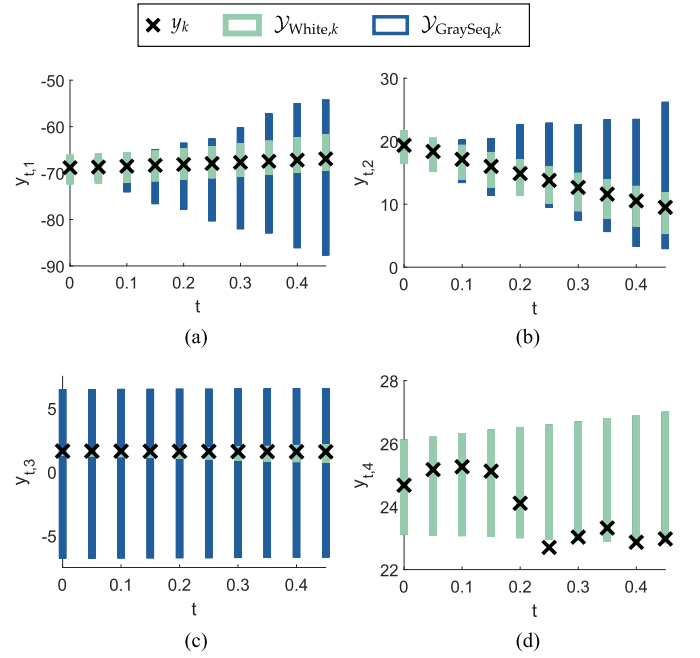 y_k 𝒴_White,k 𝒴_GraySeq,k
-50
-60
-70
-80
-90
y_t,1
0 0.1 0.2 0.3 0.4
t
(a)
30
20
10
0
y_t,2
0 0.1 0.2 0.3 0.4
t
(b)
5
0
-5
y_t,3
0 0.1 0.2 0.3 0.4
t
(c)
28
26
24
22
y_t,4
0 0.1 0.2 0.3 0.4
t
(d)